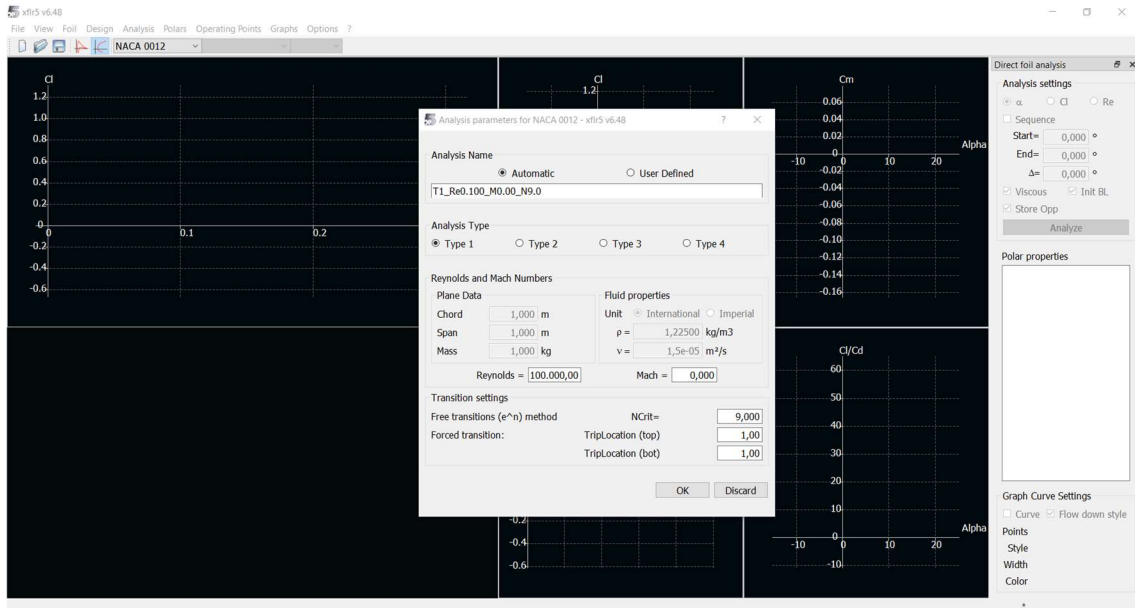 xflr5 v6.48
File View Foil Design Analysis Polars Operating Points Graphs Options ?
NACA 0012
Cl
1.2
1.0
0.8
0.6
0.4
0.2
0
-0.2
-0.4
-0.6
0 0.1 0.2
Cl
1.2
-0.2
-0.4
-0.6
Cm
0.06
0.04
0.02
0
-0.02
-0.04
-0.06
-0.08
-0.10
-0.12
-0.14
-0.16
-10 0 10 20
Alpha
Cl/Cd
60
50
40
30
20
10
0
-10
-10 0 10 20
Alpha
Analysis parameters for NACA 0012 - xflr5 v6.48 ?
Analysis Name
Automatic User Defined
T1_Re0.100_M0.00_N9.0
Analysis Type
Type 1 Type 2 Type 3 Type 4
Reynolds and Mach Numbers
Plane Data
Chord 1,000 m
Span 1,000 m
Mass 1,000 kg
Fluid properties
Unit International Imperial
ρ = 1,22500 kg/m3
ν = 1,5e-05 m²/s
Reynolds = 100.000,00 Mach = 0,000
Transition settings
Free transitions (e^n) method NCrit= 9,000
Forced transition: TripLocation (top) 1,00
TripLocation (bot) 1,00
OK Discard
Direct foil analysis
Analysis settings
α Cl Re
Sequence
Start= 0,000 °
End= 0,000 °
Δ= 0,000 °
Viscous Init BL
Store Opp
Analyze
Polar properties
Graph Curve Settings
Curve Flow down style
Points
Style
Width
Color